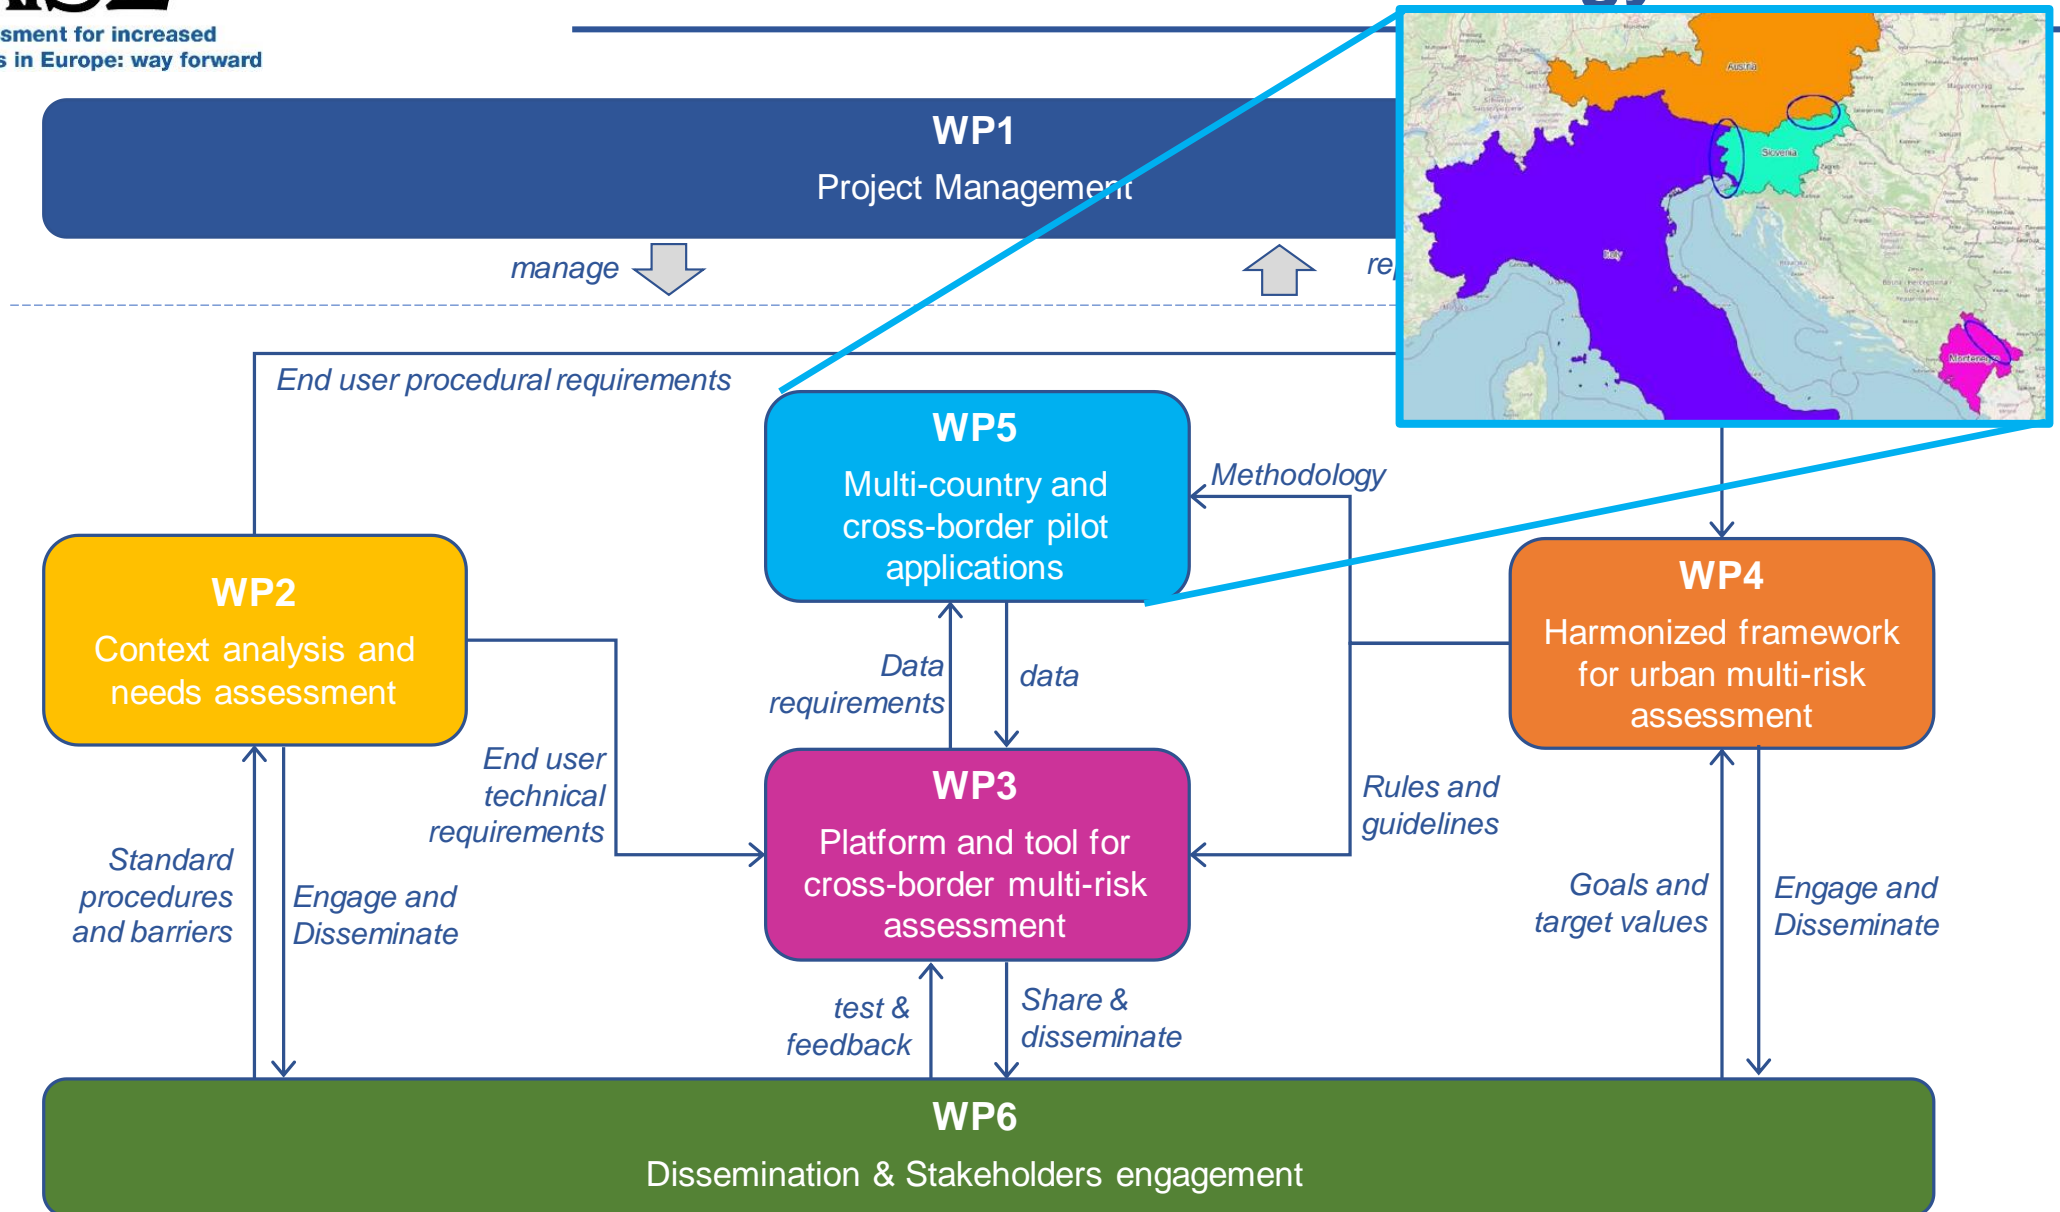 sment for increased
s in Europe: way forward
WP1
Project Management
manage
End user procedural requirements
WP5
Multi-country and
cross-border pilot
applications
Methodology
Austria
Slovenia
Italy
WP2
Context analysis and
needs assessment
WP4
Harmonized framework
for urban multi-risk
assessment
Data
requirements
data
End user
technical
requirements
WP3
Platform and tool for
cross-border multi-risk
assessment
Rules and
guidelines
Standard
procedures
and barriers
Engage and
Disseminate
Goals and
target values
Engage and
Disseminate
test &
feedback
Share &
disseminate
WP6
Dissemination & Stakeholders engagement